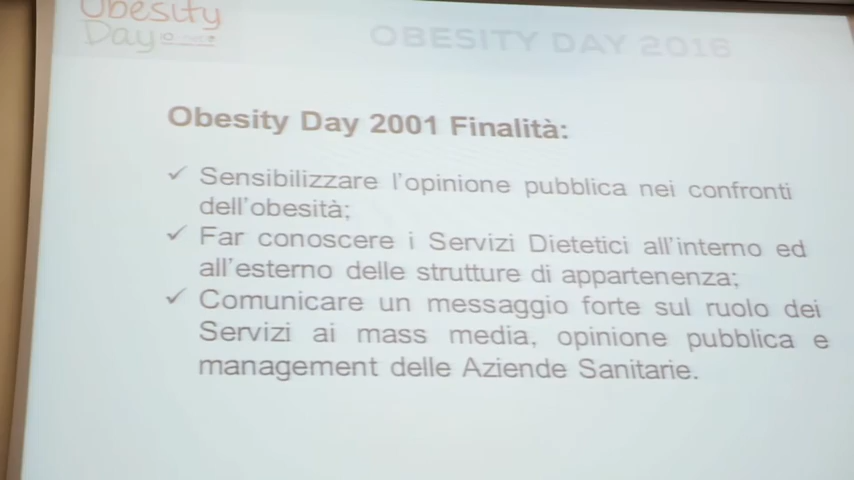 Obesity
Day
OBESITY DAY 2016
Obesity Day 2001 Finalità:
✓ Sensibilizzare l'opinione pubblica nei confronti
dell'obesità;
✓ Far conoscere i Servizi Dietetici all'interno ed
all'esterno delle strutture di appartenenza;
✓ Comunicare un messaggio forte sul ruolo dei
Servizi ai mass media, opinione pubblica e
management delle Aziende Sanitarie.